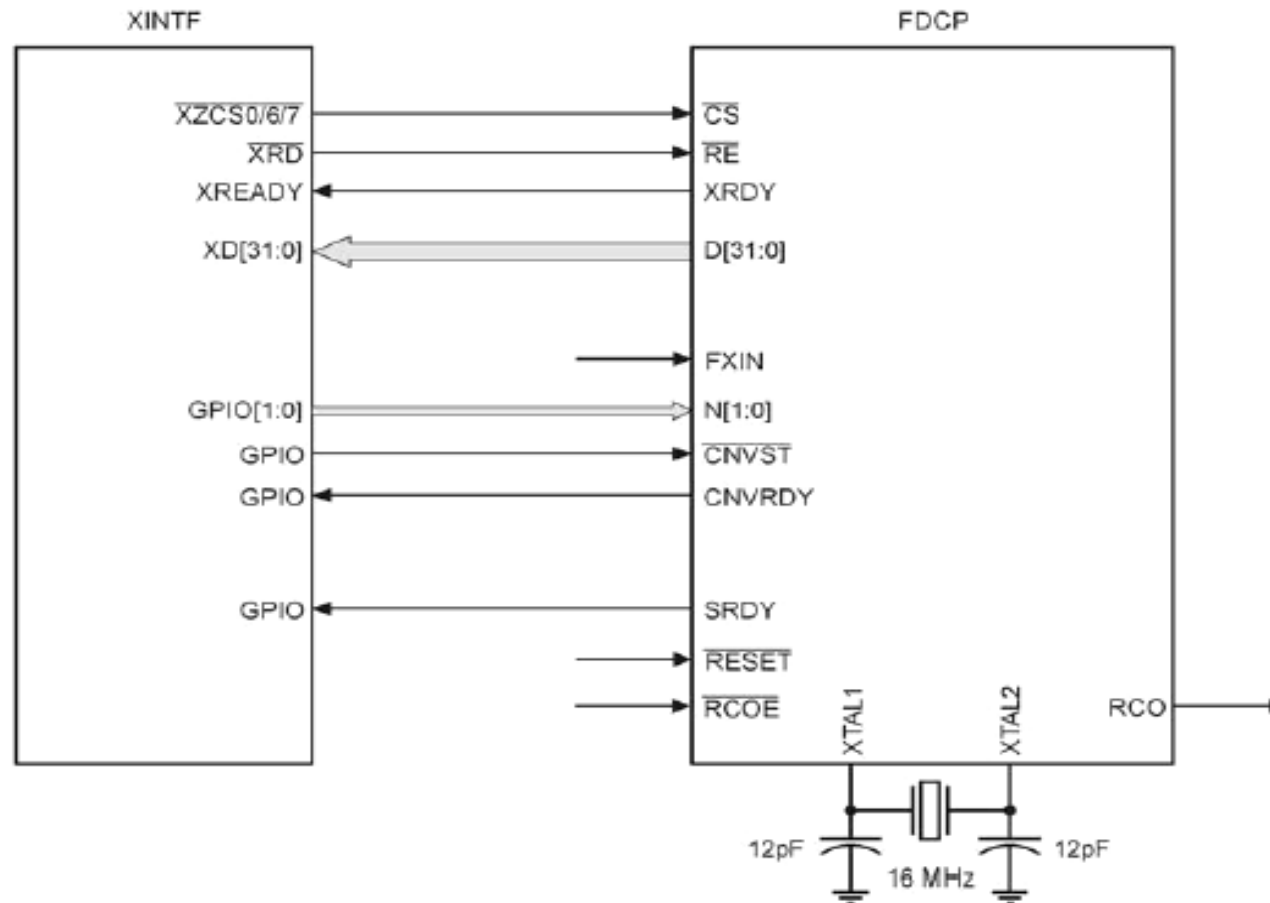 XINTF
FDCP
XZCS0/6/7
CS
XRD
RE
XREADY
XRDY
XD[31:0]
D[31:0]
FXIN
GPIO[1:0]
N[1:0]
GPIO
CNVST
GPIO
CNVRDY
GPIO
SRDY
RESET
RCOE
XTAL1
XTAL2
RCO
12pF
12pF
16 MHz